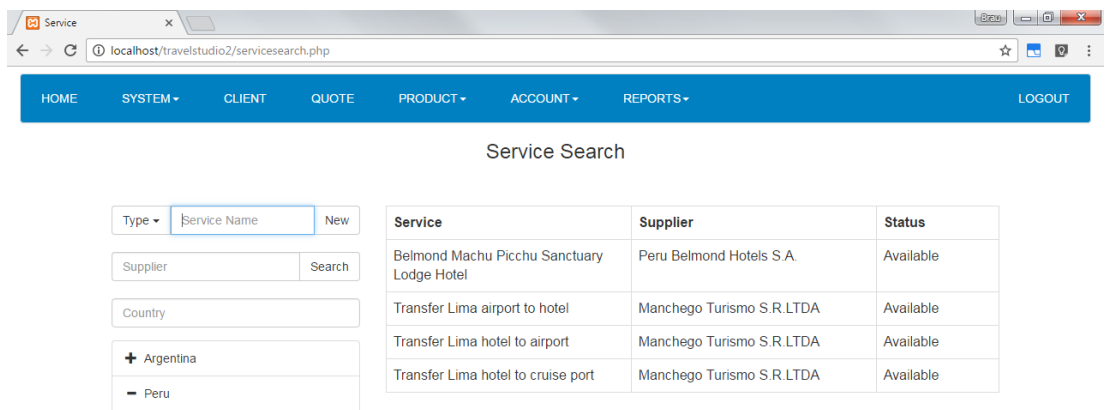 Service
Brau
localhost/travelstudio2/servicesearch.php
HOME SYSTEM CLIENT QUOTE PRODUCT ACCOUNT REPORTS LOGOUT
Service Search
Type Service Name New
Supplier Search
Country
Argentina
Peru
Service Supplier Status
Belmond Machu Picchu Sanctuary Peru Belmond Hotels S.A. Available
Lodge Hotel
Transfer Lima airport to hotel Manchego Turismo S.R.LTDA Available
Transfer Lima hotel to airport Manchego Turismo S.R.LTDA Available
Transfer Lima hotel to cruise port Manchego Turismo S.R.LTDA Available